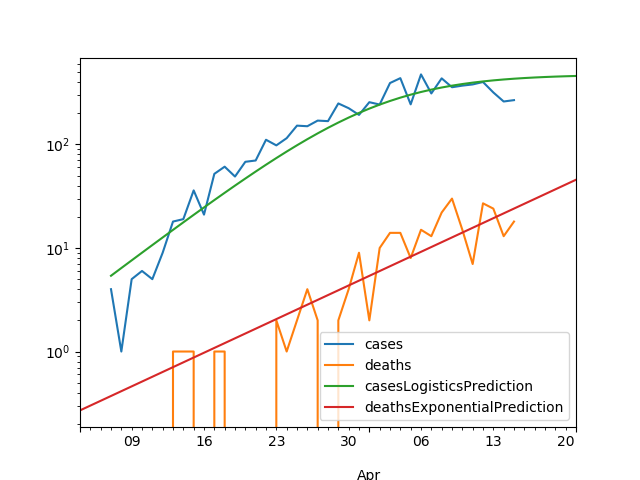 10²
10¹
10⁰
cases
deaths
casesLogisticsPrediction
deathsExponentialPrediction
09 16 23 30 06 13 20
Apr